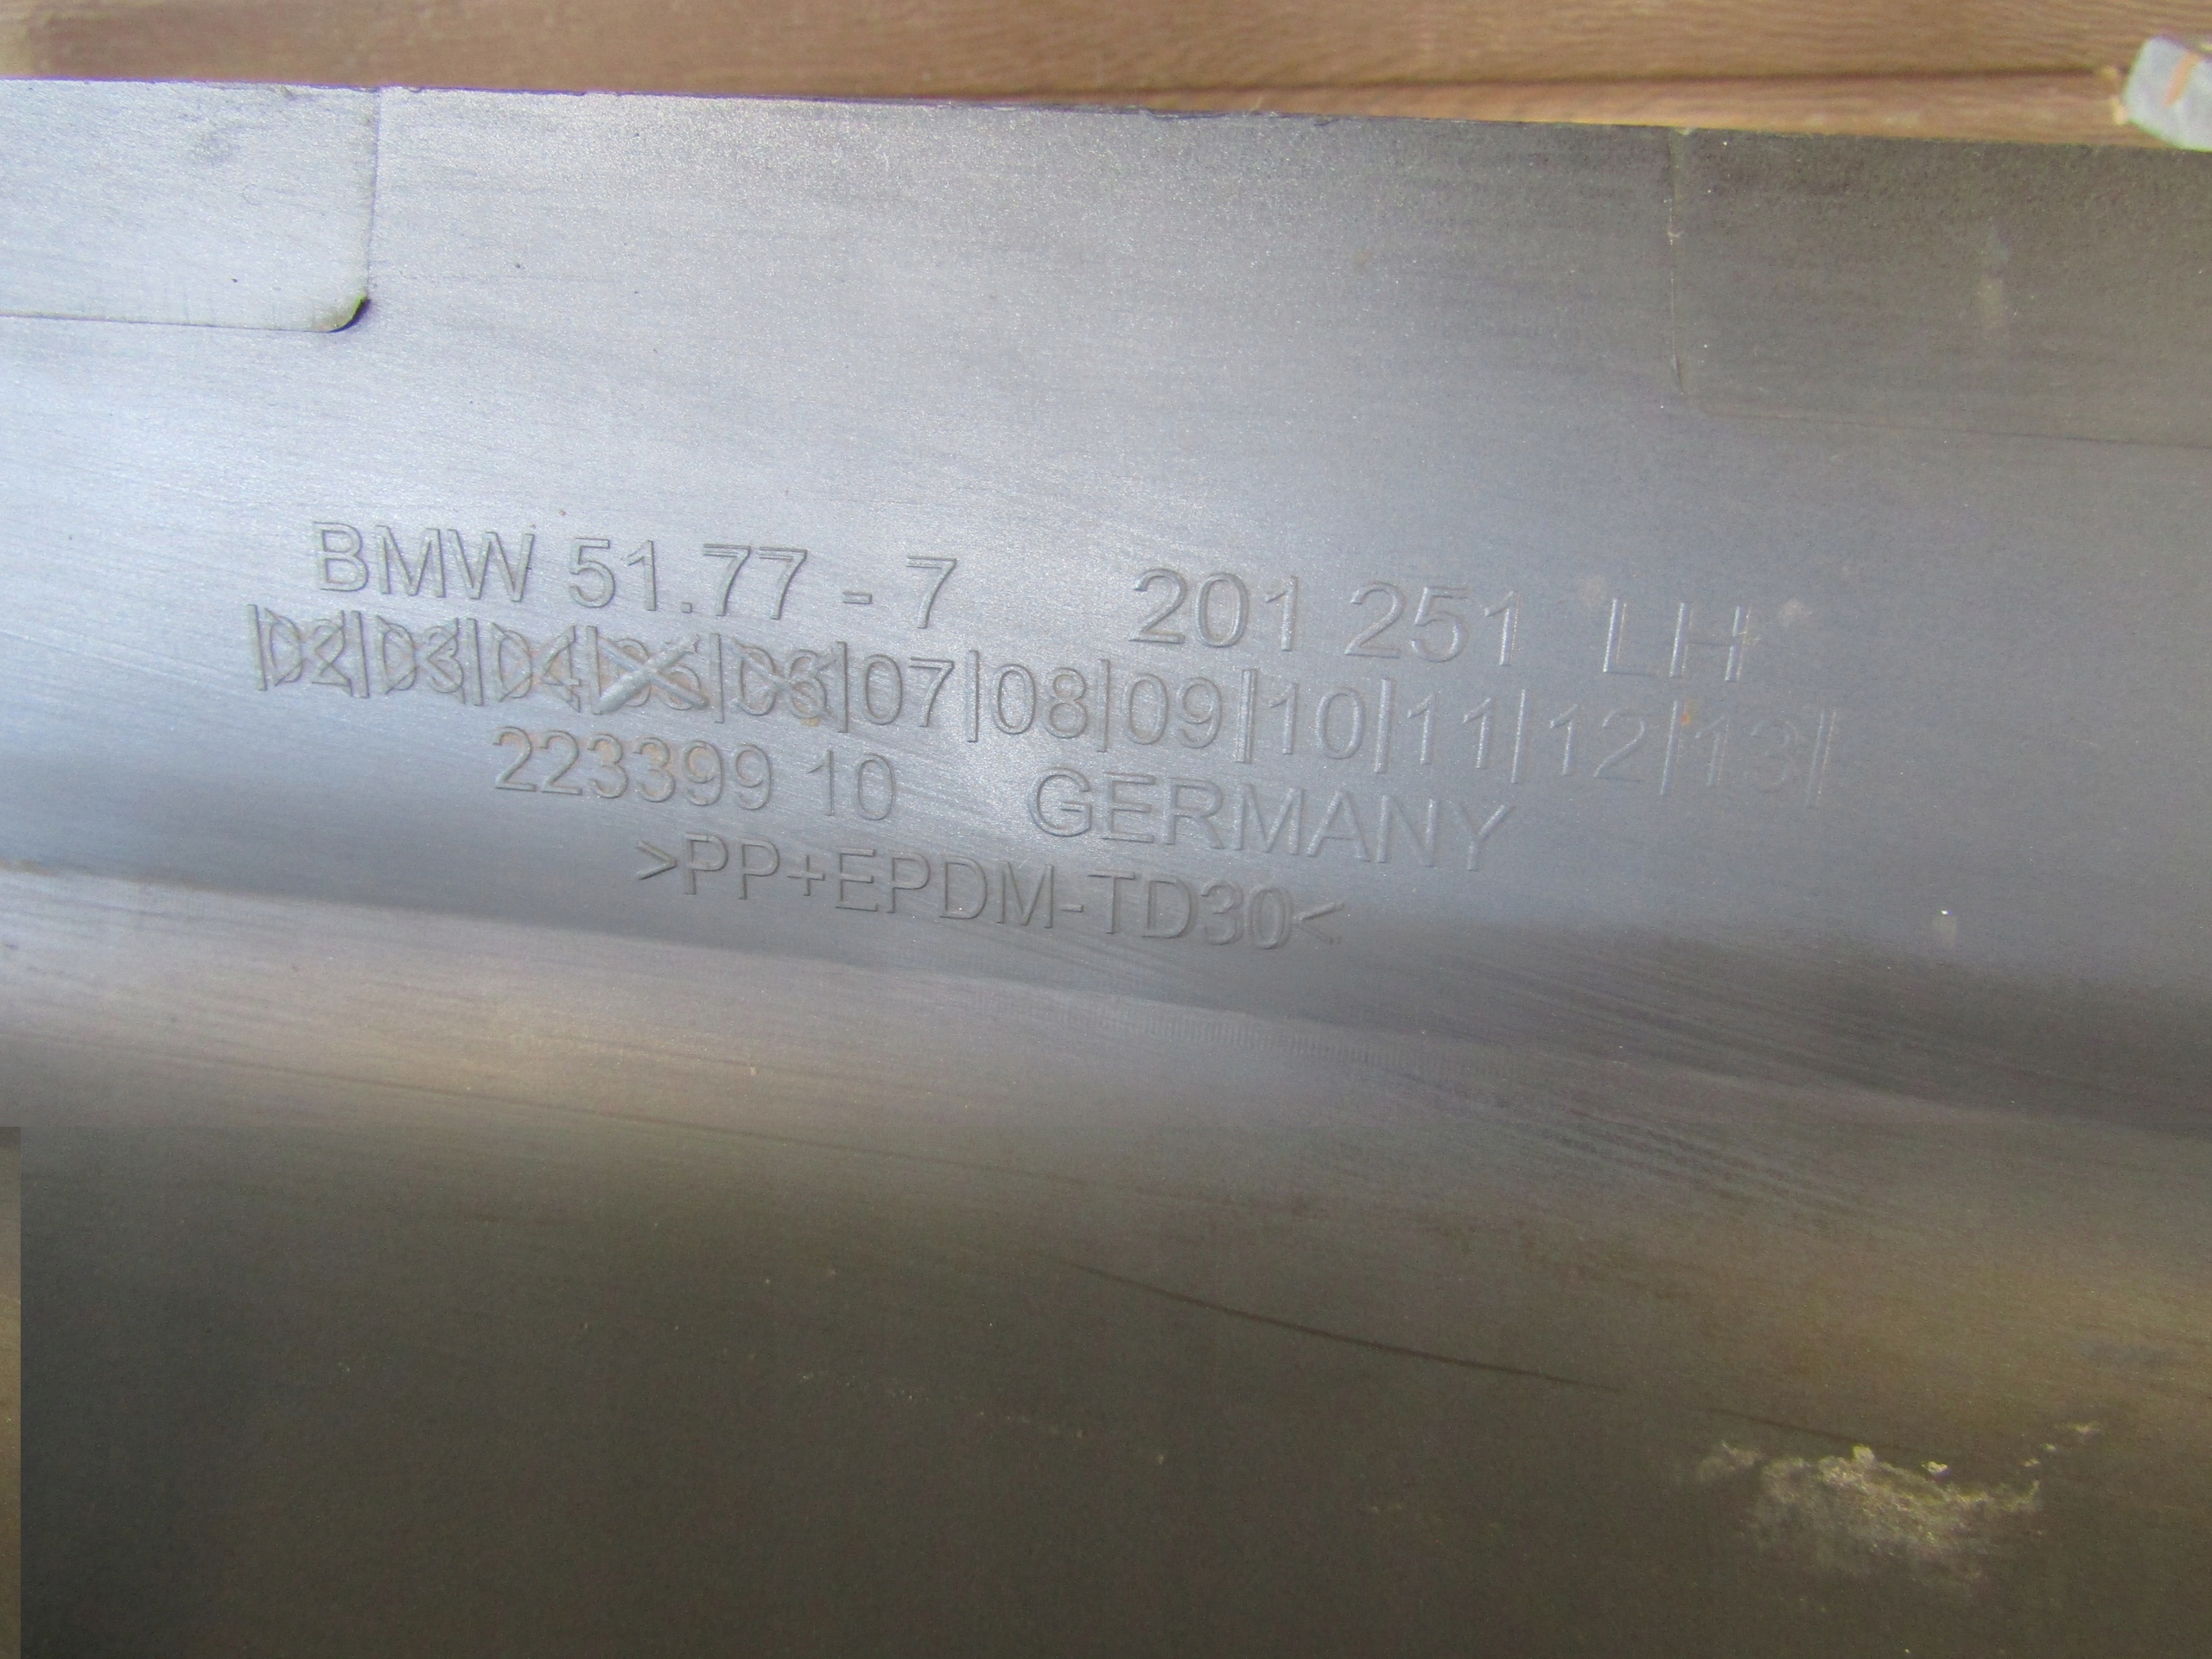 BMW 51.77 - 7 201 251 LH
|02|03|04|05|06|07|08|09|10|11|12|13|
223399 10 GERMANY
>PP+EPDM-TD30<